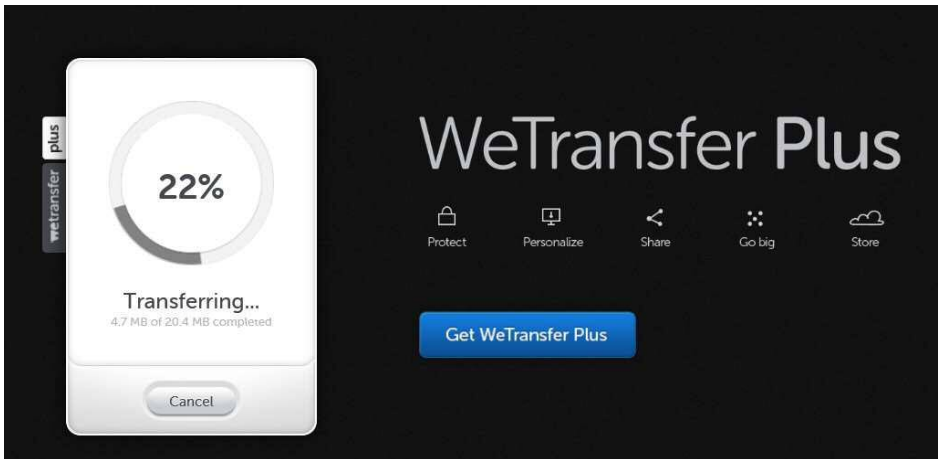 plus
wetransfer
22%
Transferring...
4.7 MB of 20.4 MB completed
Cancel
WeTransfer Plus
Protect
Personalize
Share
Go big
Store
Get WeTransfer Plus